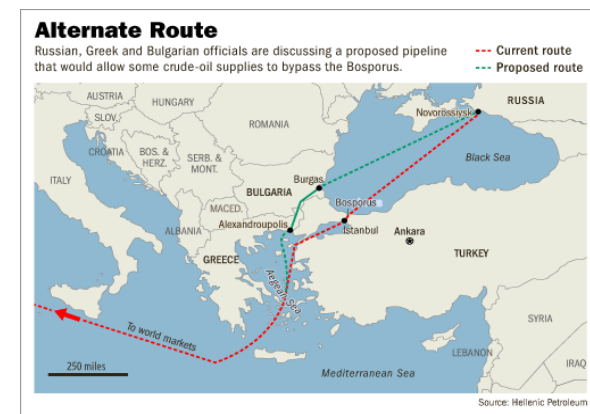 Alternate Route
Russian, Greek and Bulgarian officials are discussing a proposed pipeline
that would allow some crude-oil supplies to bypass the Bosporus.
Current route
Proposed route
AUSTRIA
HUNGARY
SLOV.
CROATIA
BOS. &
HERZ.
SERB. &
MONT.
ROMANIA
Novorossiysk
RUSSIA
Black Sea
ITALY
BULGARIA
Burgas
MACED.
ALBANIA
Alexandroupolis
Bosporus
Istanbul
Ankara
GREECE
TURKEY
Aegean Sea
SYRIA
LEBANON
IRAQ
To world markets
250 miles
Mediterranean Sea
Source: Hellenic Petroleum